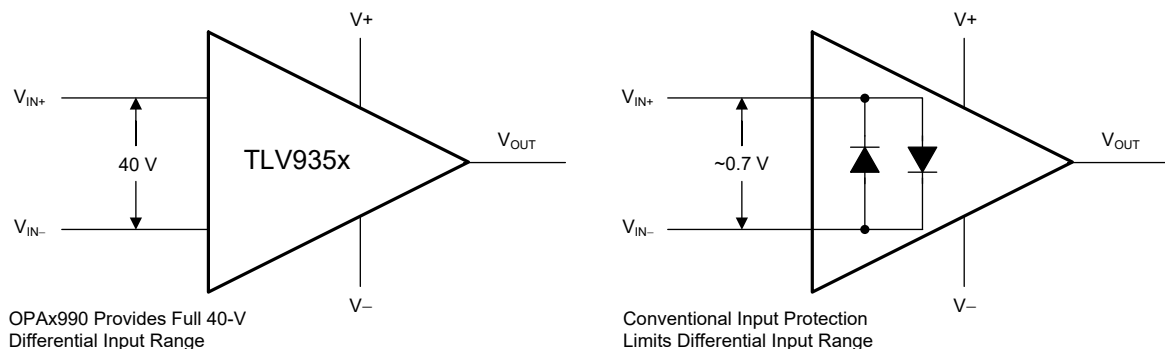 V+
V+
VIN+
VIN+
VOUT
VOUT
40 V
TLV935x
~0.7 V
VIN–
VIN–
V–
V–
OPAx990 Provides Full 40-V
Differential Input Range
Conventional Input Protection
Limits Differential Input Range